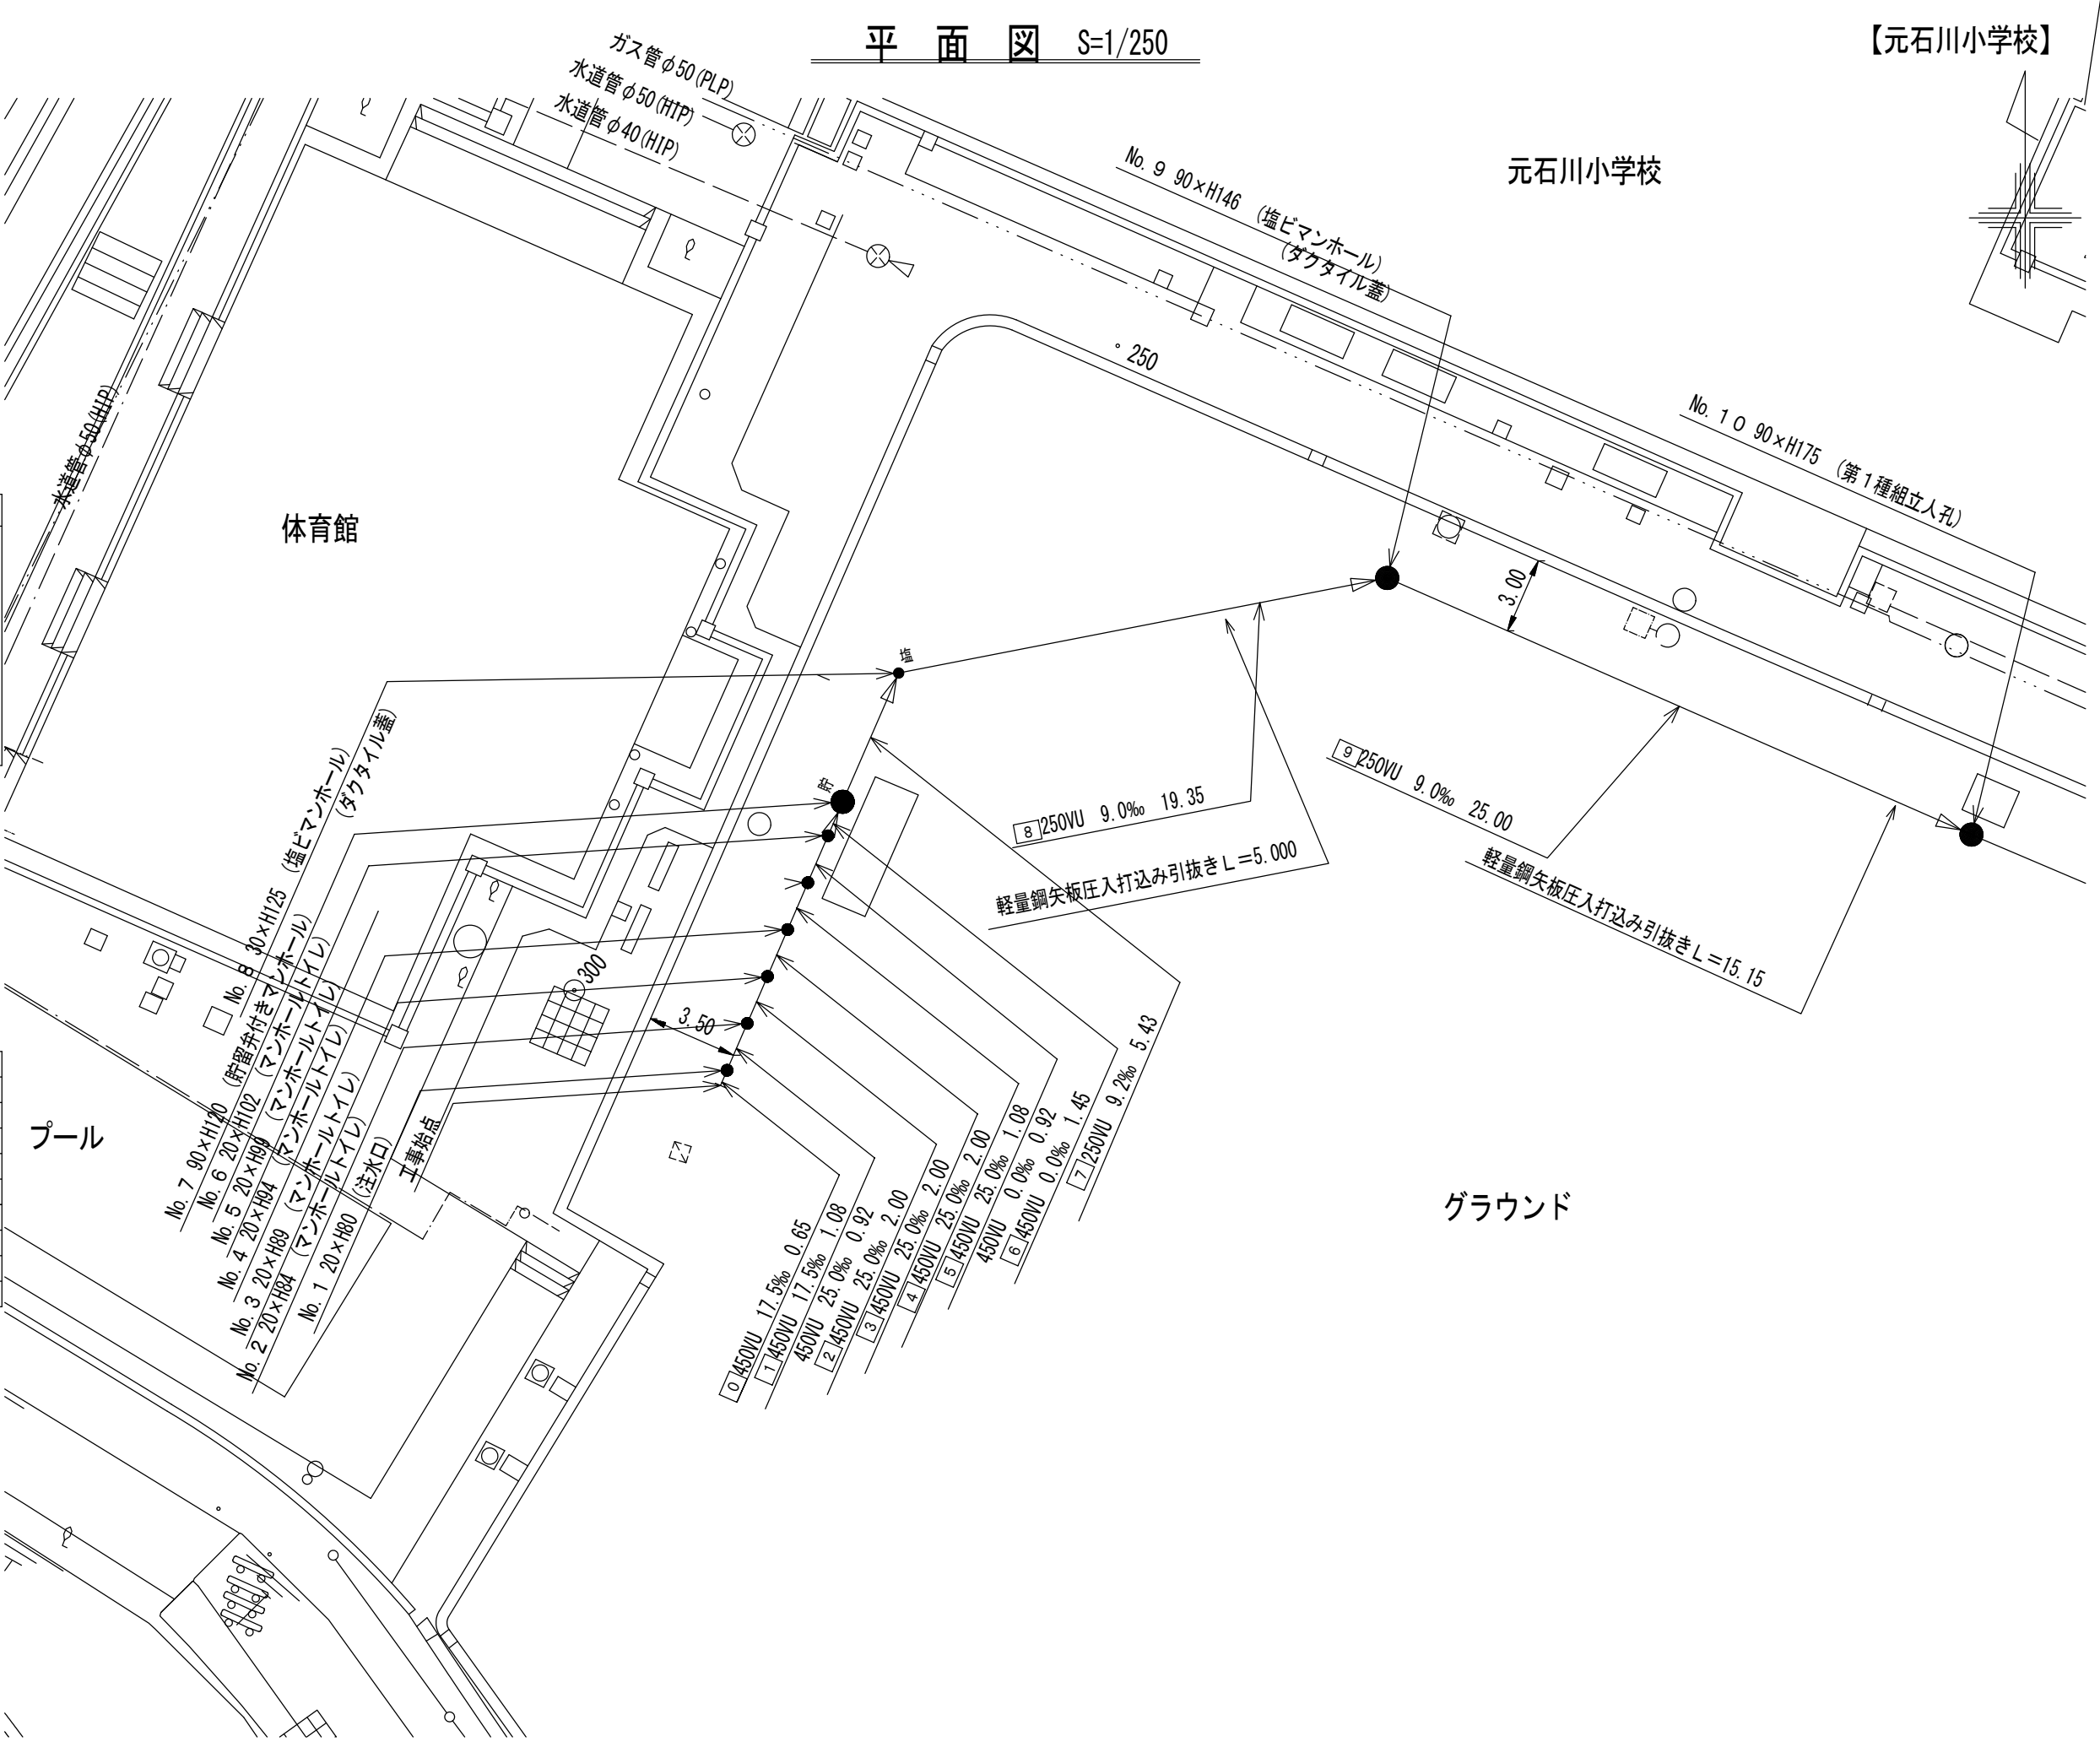 平 面 図 S=1/250
【元石川小学校】
ガス管φ50(PLP)
水道管φ50(HIP)
水道管φ40(HIP)
No. 9 90×H146 (塩ビマンホール)
(ダクタイル蓋)
元石川小学校
250
No. 10 90×H175 (第1種組立人孔)
水道管φ50(HIP)
体育館
3.00
塩
貯
9 250VU 9.0‰ 25.00
軽量鋼矢板圧入打込み引抜きL=15.15
8 250VU 9.0‰ 19.35
軽量鋼矢板圧入打込み引抜きL=5.000
No. 8 30×H125 (塩ビマンホール)
(ダクタイル蓋)
No. 7 90×H120 (貯留弁付きマンホール)
No. 6 20×H102 (マンホールトイレ)
No. 5 20×H99 (マンホールトイレ)
No. 4 20×H94 (マンホールトイレ)
No. 3 20×H89 (マンホールトイレ)
No. 2 20×H84 (マンホールトイレ)
No. 1 20×H80 (注水口)
工事始点
300
3.50
プール
グラウンド
0 450VU 17.5‰ 0.65
1 450VU 17.5‰ 1.08
450VU 25.0‰ 0.92
2 450VU 25.0‰ 2.00
3 450VU 25.0‰ 2.00
4 450VU 25.0‰ 2.00
5 450VU 25.0‰ 1.08
450VU 0.0‰ 0.92
6 450VU 0.0‰ 1.45
7 250VU 9.2‰ 5.43